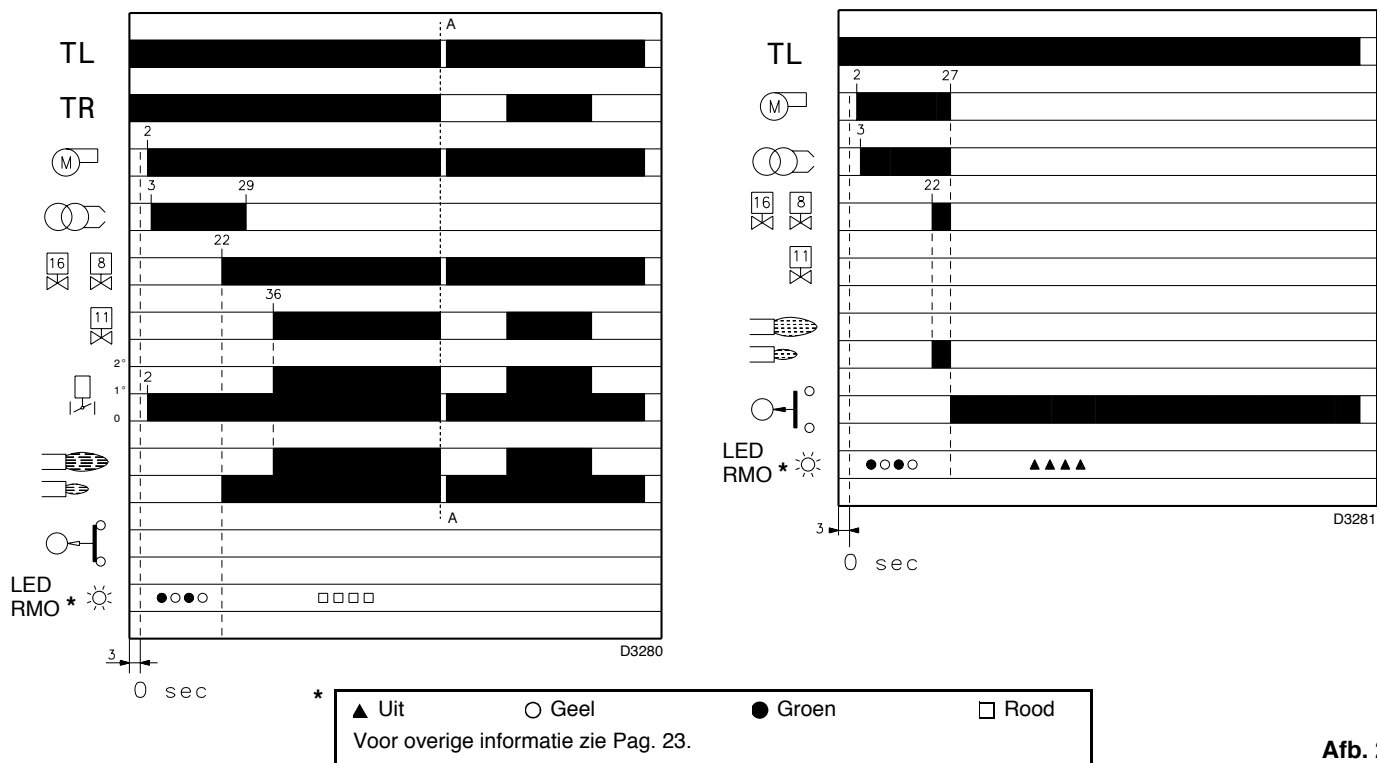 A
TL
TR
2
M
3 29
22
16 8
36
11
2°
2
1°
0
A
LED
RMO *
D3280
3
0 sec
TL
2 27
M
3
22
16 8
11
LED
RMO *
D3281
3
0 sec
*
▲ Uit ○ Geel ● Groen □ Rood
Voor overige informatie zie Pag. 23.
Afb.